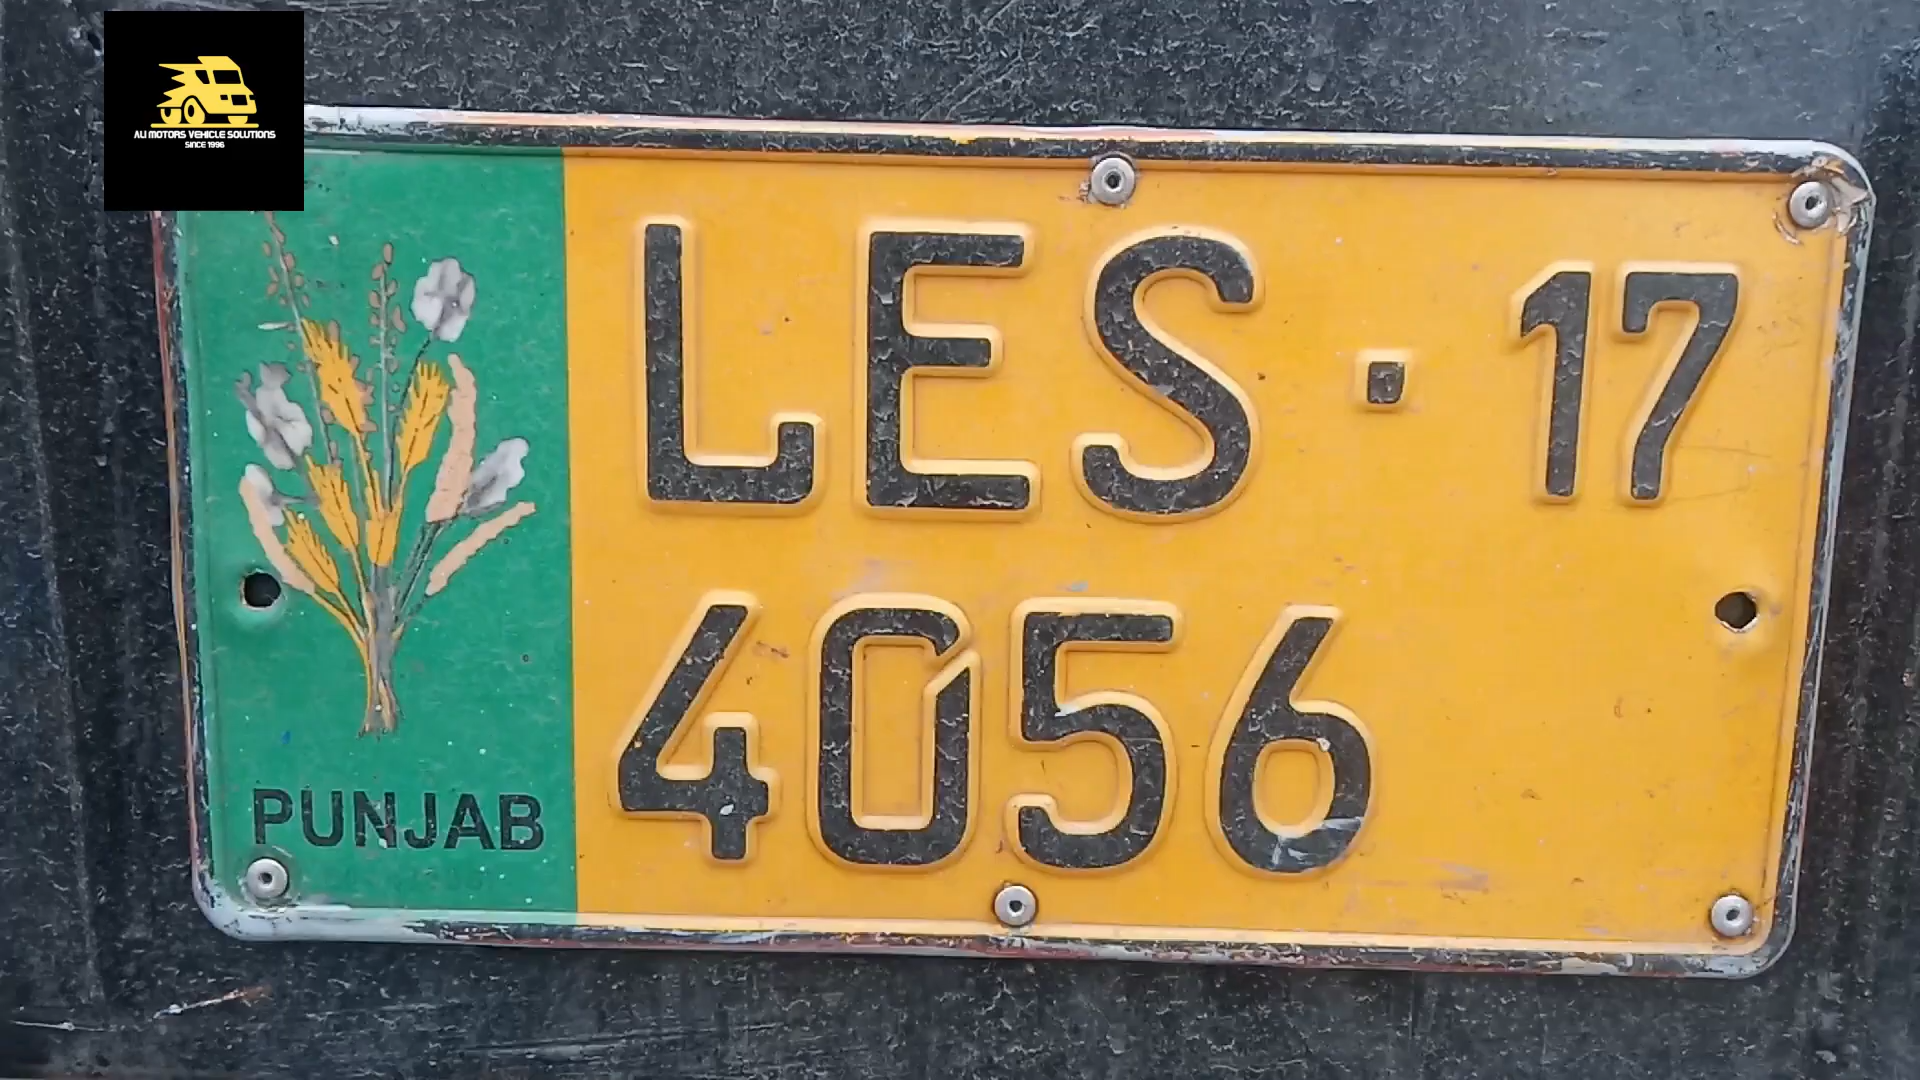 ALI MOTORS VEHICLE SOLUTIONS
SINCE 1996
LES · 17
4056
PUNJAB